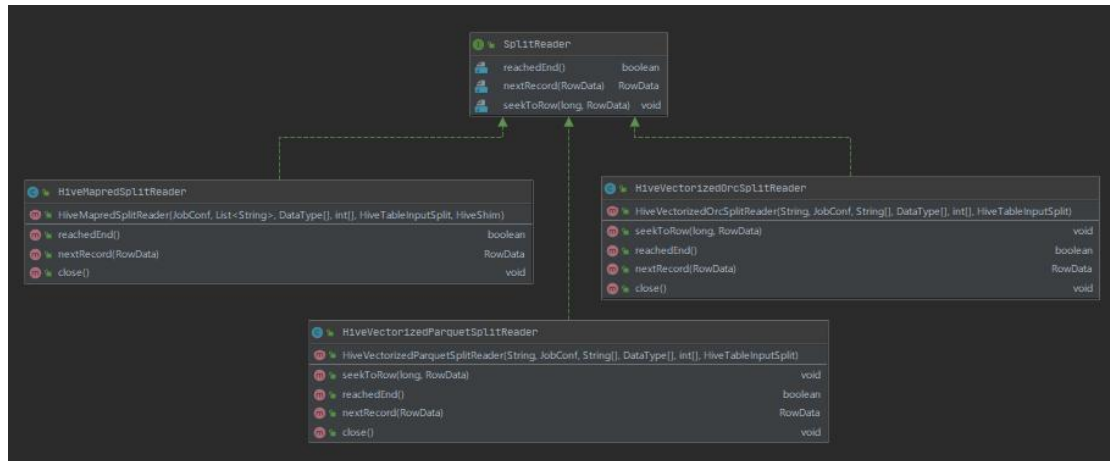 SplitReader
reachedEnd() boolean
nextRecord(RowData) RowData
seekToRow(long, RowData) void
HiveMapredSplitReader
HiveMapredSplitReader(JobConf, List<String>, DataType[], int[], HiveTableInputSplit, HiveShim)
reachedEnd() boolean
nextRecord(RowData) RowData
close() void
HiveVectorizedOrcSplitReader
HiveVectorizedOrcSplitReader(String, JobConf, String[], DataType[], int[], HiveTableInputSplit)
seekToRow(long, RowData) void
reachedEnd() boolean
nextRecord(RowData) RowData
close() void
HiveVectorizedParquetSplitReader
HiveVectorizedParquetSplitReader(String, JobConf, String[], DataType[], int[], HiveTableInputSplit)
seekToRow(long, RowData) void
reachedEnd() boolean
nextRecord(RowData) RowData
close() void